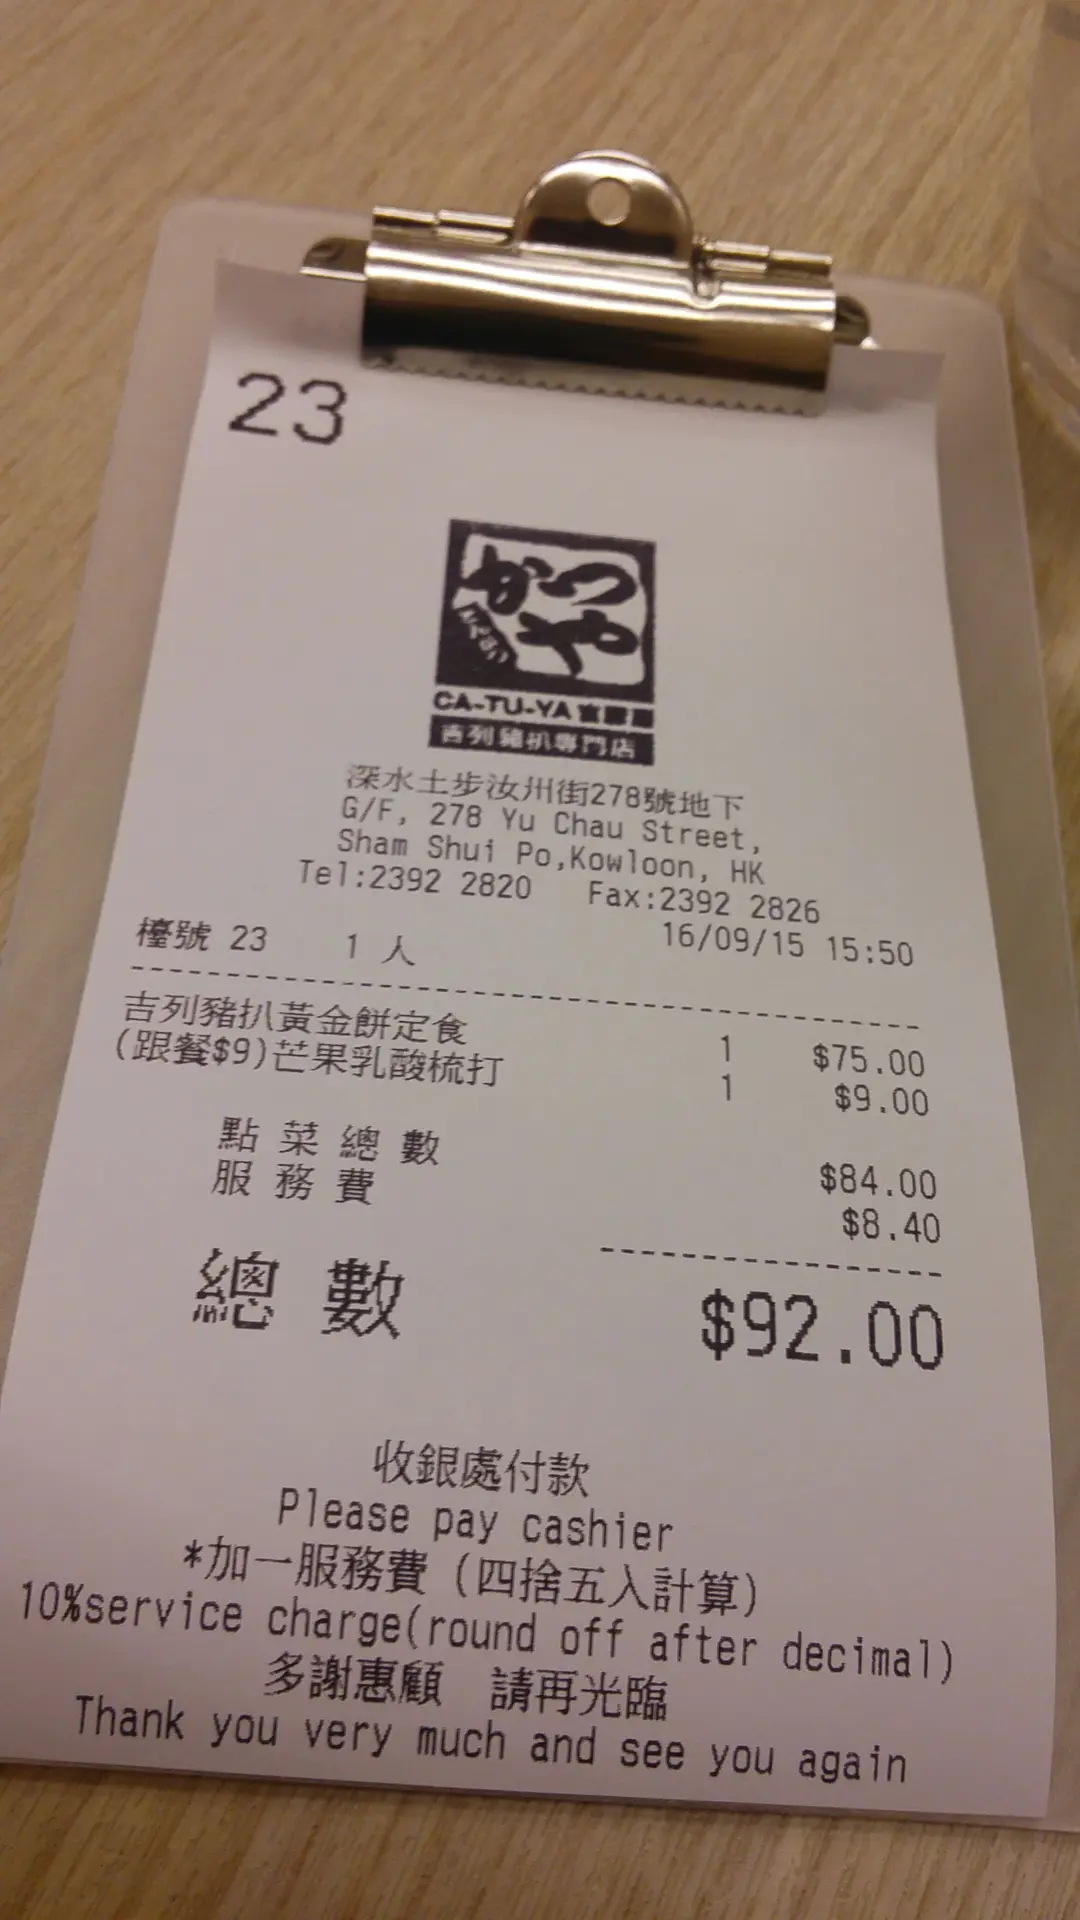 23
かつや
とんかつ
CA-TU-YA 吉豚屋
吉列豬扒專門店
深水土步汝州街278號地下
G/F, 278 Yu Chau Street,
Sham Shui Po,Kowloon, HK
Tel:2392 2820 Fax:2392 2826
16/09/15 15:50
檯號 23 1 人
吉列豬扒黃金餅定食 1 $75.00
(跟餐$9)芒果乳酸梳打 1 $9.00
點菜總數 $84.00
服務費 $8.40
總數 $92.00
收銀處付款
Please pay cashier
*加一服務費 (四捨五入計算)
10%service charge(round off after decimal)
多謝惠顧 請再光臨
Thank you very much and see you again